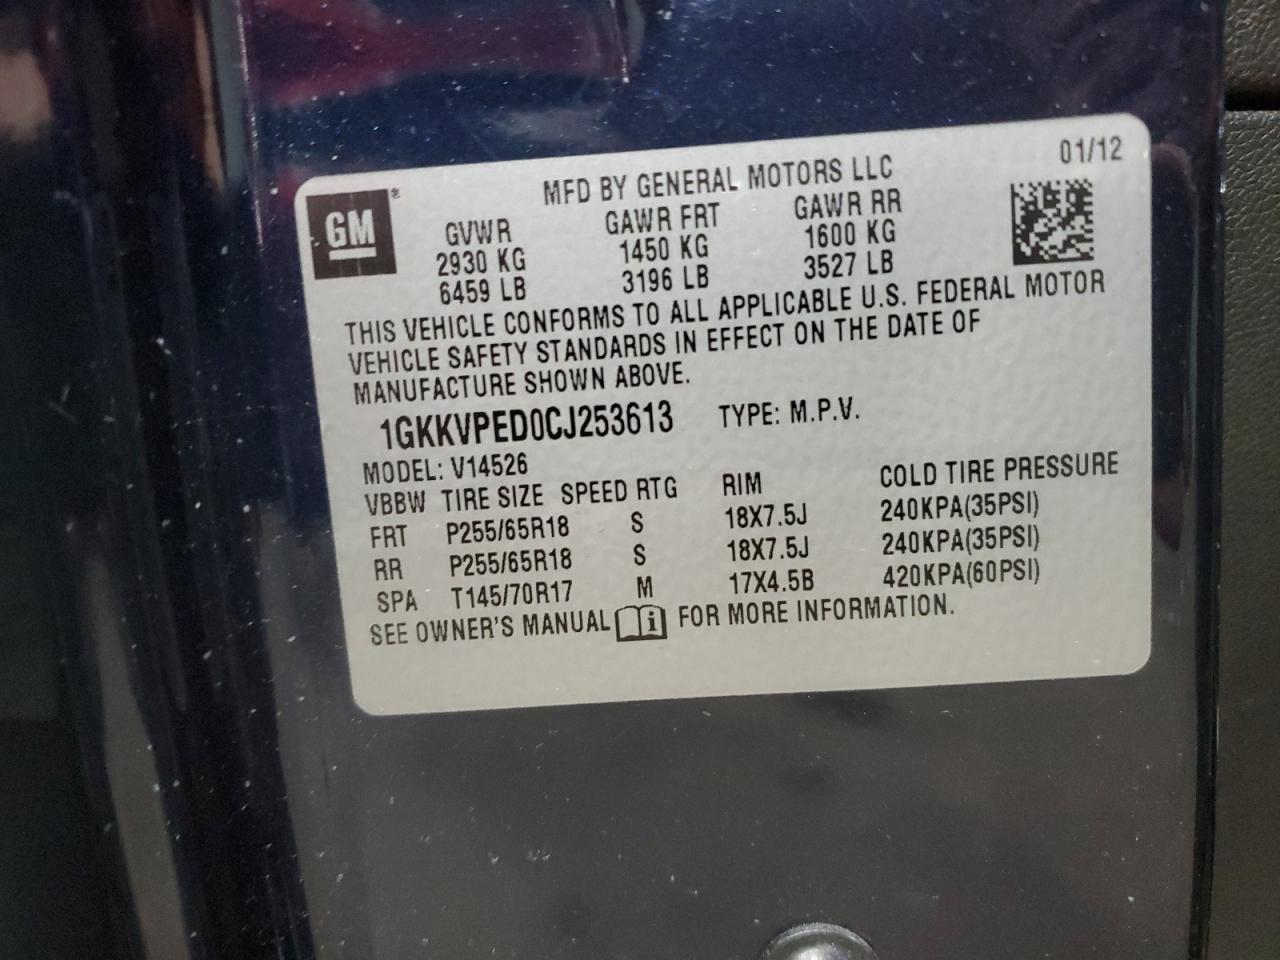 01/12
MFD BY GENERAL MOTORS LLC
GM®
GVWR GAWR FRT GAWR RR
2930 KG 1450 KG 1600 KG
6459 LB 3196 LB 3527 LB
THIS VEHICLE CONFORMS TO ALL APPLICABLE U.S. FEDERAL MOTOR
VEHICLE SAFETY STANDARDS IN EFFECT ON THE DATE OF
MANUFACTURE SHOWN ABOVE.
1GKKVPED0CJ253613 TYPE: M.P.V.
MODEL: V14526
VBBW TIRE SIZE SPEED RTG RIM COLD TIRE PRESSURE
FRT P255/65R18 S 18X7.5J 240KPA(35PSI)
RR P255/65R18 S 18X7.5J 240KPA(35PSI)
SPA T145/70R17 M 17X4.5B 420KPA(60PSI)
SEE OWNER'S MANUAL i FOR MORE INFORMATION.